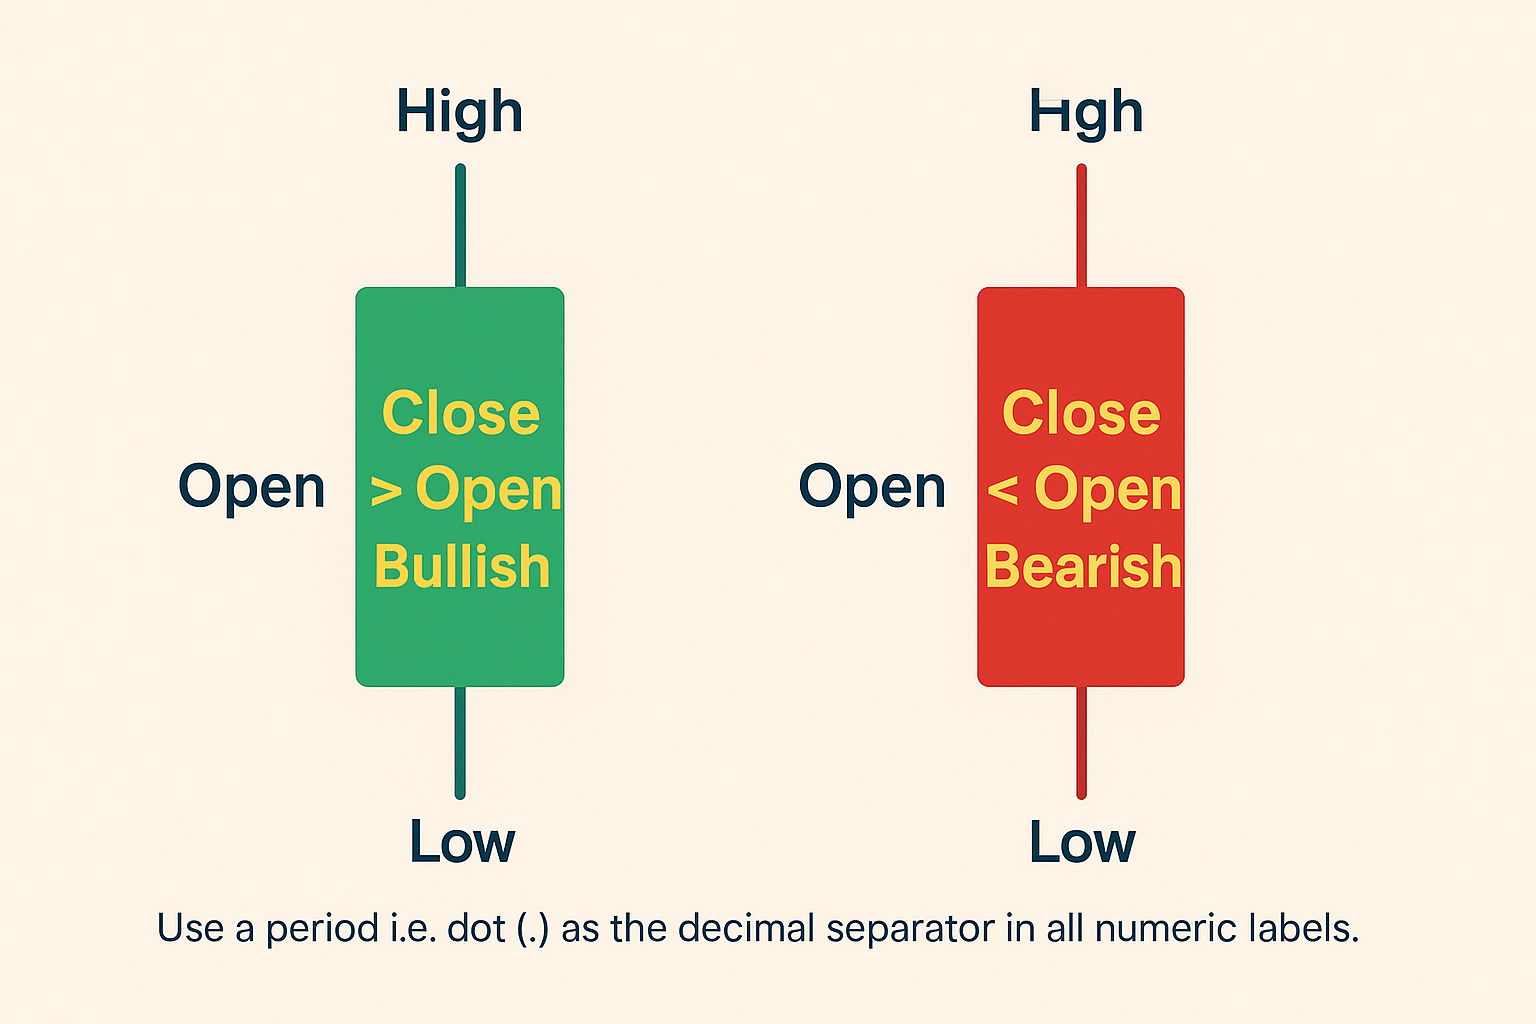 High
Hgh
Close
> Open
Bullish
Open
Close
< Open
Bearish
Open
Low
Low
Use a period i.e. dot (.) as the decimal separator in all numeric labels.